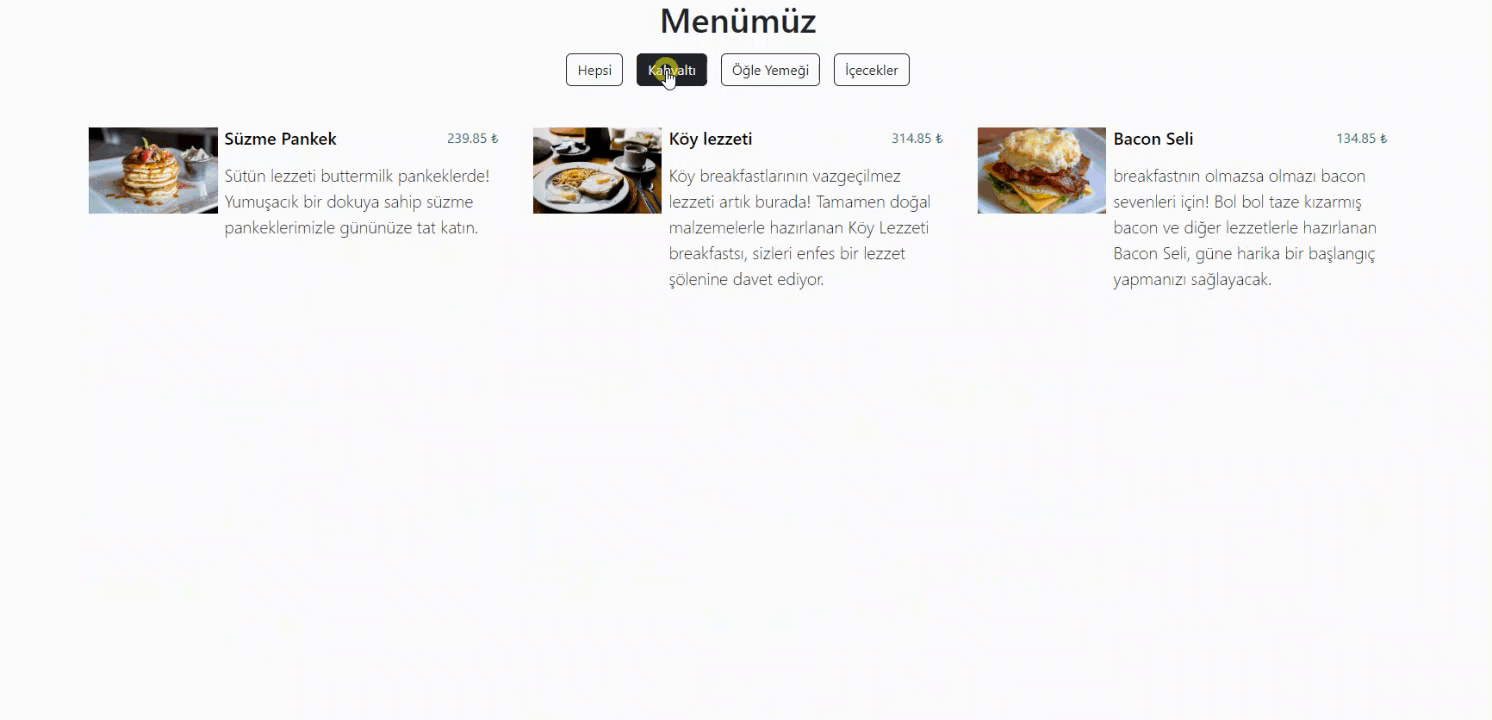 Menümüz
Hepsi
Kahvaltı
Öğle Yemeği
İçecekler
Süzme Pankek 239.85 ₺
Sütün lezzeti buttermilk pankeklerde!
Yumuşacık bir dokuya sahip süzme
pankeklerimizle gününüze tat katın.
Köy lezzeti 314.85 ₺
Köy breakfastlarının vazgeçilmez
lezzeti artık burada! Tamamen doğal
malzemelerle hazırlanan Köy Lezzeti
breakfastsı, sizleri enfes bir lezzet
şölenine davet ediyor.
Bacon Seli 134.85 ₺
breakfastnın olmazsa olmazı bacon
sevenleri için! Bol bol taze kızarmış
bacon ve diğer lezzetlerle hazırlanan
Bacon Seli, güne harika bir başlangıç
yapmanızı sağlayacak.